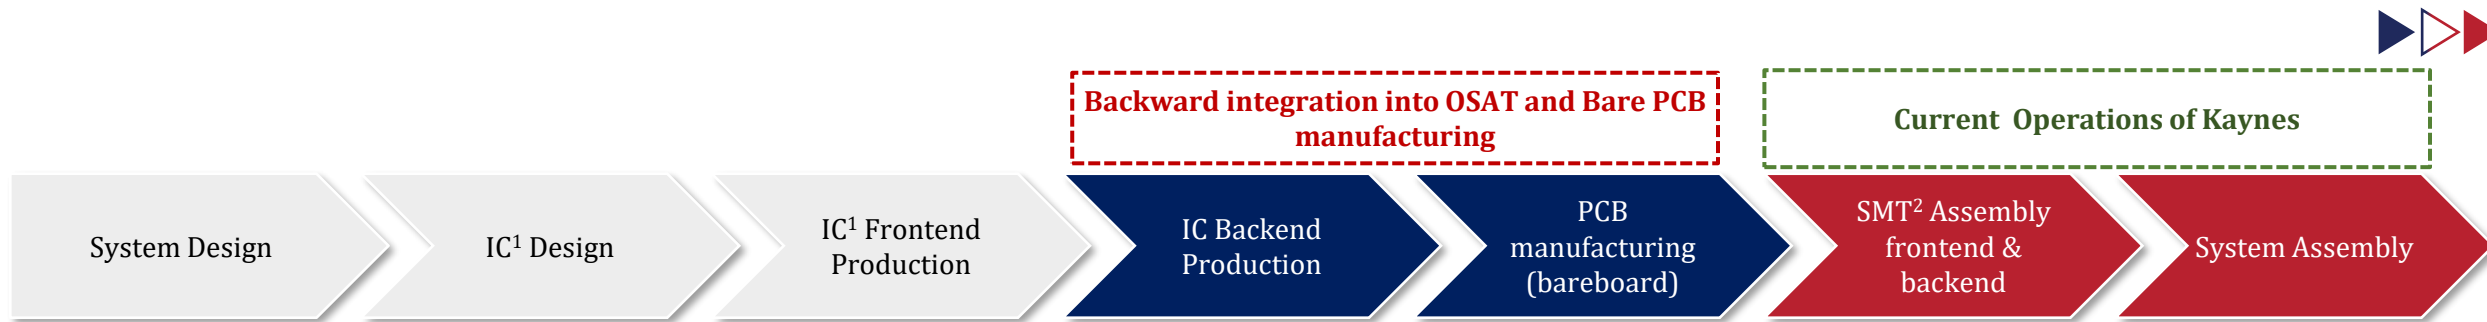 Backward integration into OSAT and Bare PCB
manufacturing
Current Operations of Kaynes
System Design
IC¹ Design
IC¹ Frontend
Production
IC Backend
Production
PCB
manufacturing
(bareboard)
SMT² Assembly
frontend &
backend
System Assembly